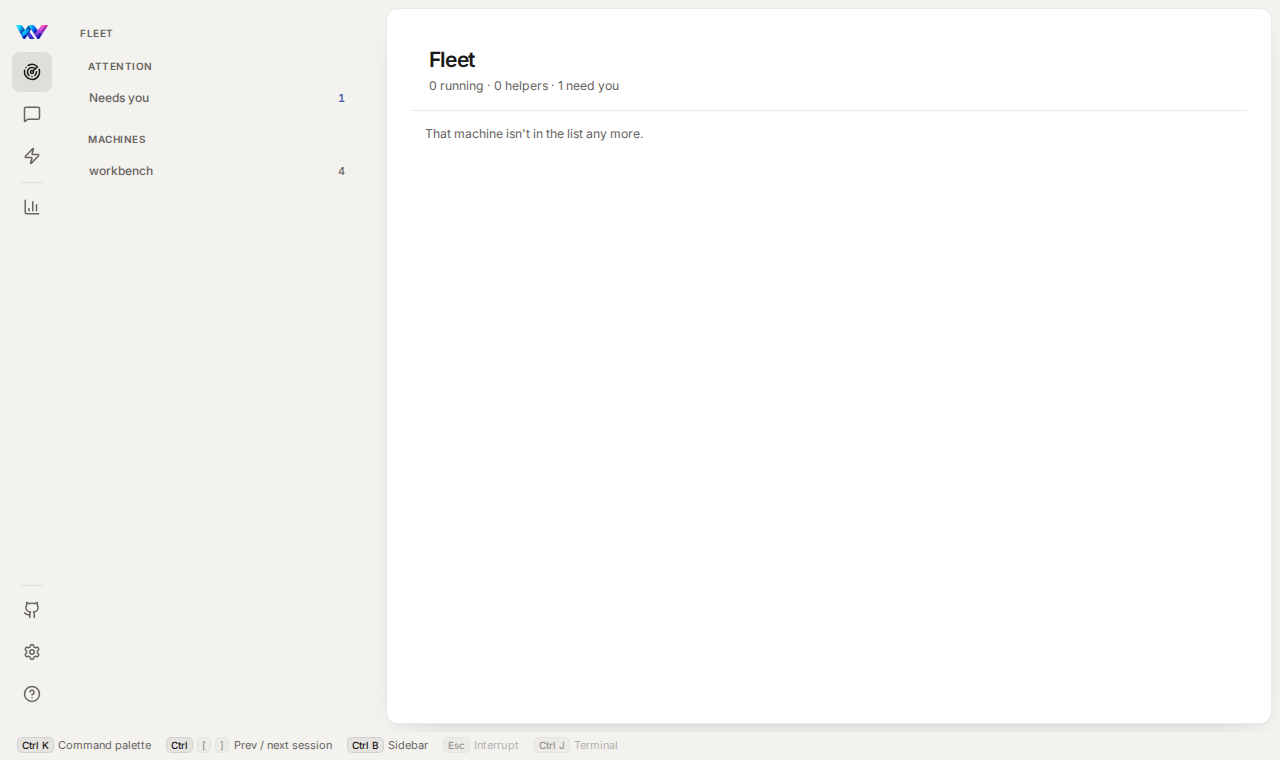 FLEET
ATTENTION
Needs you 1
MACHINES
workbench 4
Fleet
0 running · 0 helpers · 1 need you
That machine isn't in the list any more.
Ctrl K Command palette Ctrl [ ] Prev / next session Ctrl B Sidebar Esc Interrupt Ctrl J Terminal